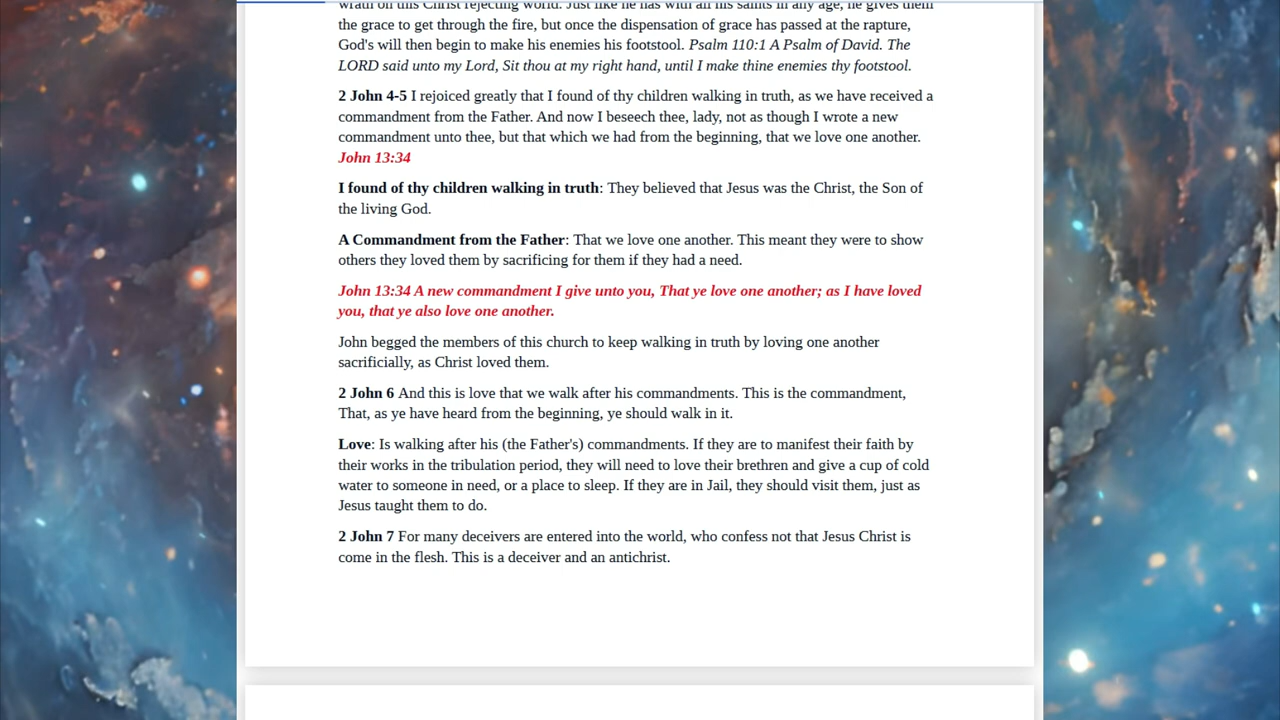 wrath on this Christ rejecting world. Just like he has with all his saints in any age, he gives them
the grace to get through the fire, but once the dispensation of grace has passed at the rapture,
God's will then begin to make his enemies his footstool. Psalm 110:1 A Psalm of David. The
LORD said unto my Lord, Sit thou at my right hand, until I make thine enemies thy footstool.
2 John 4-5 I rejoiced greatly that I found of thy children walking in truth, as we have received a
commandment from the Father. And now I beseech thee, lady, not as though I wrote a new
commandment unto thee, but that which we had from the beginning, that we love one another.
John 13:34
I found of thy children walking in truth: They believed that Jesus was the Christ, the Son of
the living God.
A Commandment from the Father: That we love one another. This meant they were to show
others they loved them by sacrificing for them if they had a need.
John 13:34 A new commandment I give unto you, That ye love one another; as I have loved
you, that ye also love one another.
John begged the members of this church to keep walking in truth by loving one another
sacrificially, as Christ loved them.
2 John 6 And this is love that we walk after his commandments. This is the commandment,
That, as ye have heard from the beginning, ye should walk in it.
Love: Is walking after his (the Father's) commandments. If they are to manifest their faith by
their works in the tribulation period, they will need to love their brethren and give a cup of cold
water to someone in need, or a place to sleep. If they are in Jail, they should visit them, just as
Jesus taught them to do.
2 John 7 For many deceivers are entered into the world, who confess not that Jesus Christ is
come in the flesh. This is a deceiver and an antichrist.